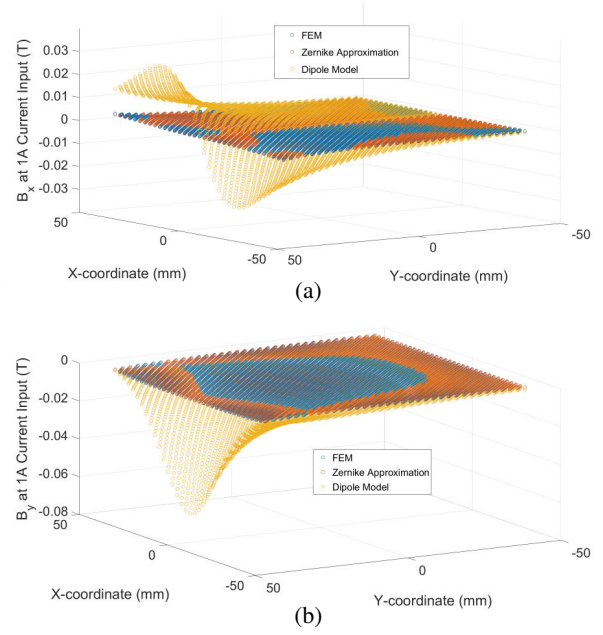 0.03
0.02
0.01
0
-0.01
-0.02
-0.03
B_x at 1A Current Input (T)
FEM
Zernike Approximation
Dipole Model
50
0
-50
X-coordinate (mm)
50
0
-50
Y-coordinate (mm)
(a)
0
-0.02
-0.04
-0.06
-0.08
B_y at 1A Current Input (T)
FEM
Zernike Approximation
Dipole Model
50
0
-50
X-coordinate (mm)
50
0
-50
Y-coordinate (mm)
(b)